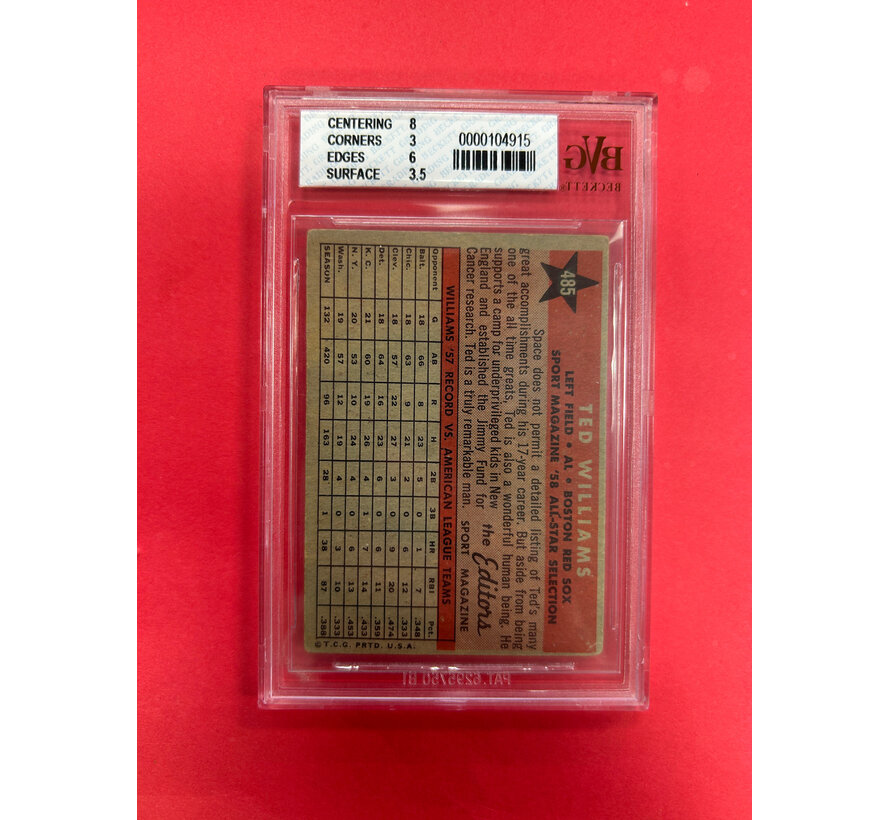 CENTERING 8
CORNERS 3
EDGES 6
SURFACE 3.5
0000104915
BVG
BECKETT
485
TED WILLIAMS
LEFT FIELD • AL • BOSTON RED SOX
SPORT MAGAZINE '58 ALL-STAR SELECTION
Space does not permit a detailed listing of Ted's many
great accomplishments during his 17-year career. But aside from being
one of the all time greats, Ted is also a wonderful human being. He
supports a camp for underprivileged kids in New
England and established the Jimmy Fund for
Cancer research. Ted is a truly remarkable man.
the Editors
SPORT MAGAZINE
WILLIAMS '57 RECORD VS. AMERICAN LEAGUE TEAMS
Opponent G AB R H 2B 3B HR RBI Pct.
Balt. 18 66 8 23 5 0 1 7 .348
Chic. 18 63 9 21 2 0 6 12 .333
Clev. 18 57 22 27 3 0 9 20 .474
Det. 18 64 16 23 6 0 6 11 .359
K.C. 21 60 19 26 4 1 7 14 .433
N.Y. 20 53 10 24 4 0 6 13 .453
Wash. 19 57 12 19 4 0 3 10 .333
SEASON 132 420 96 163 28 1 38 87 .388
© T.C.G. PRTD. U.S.A.